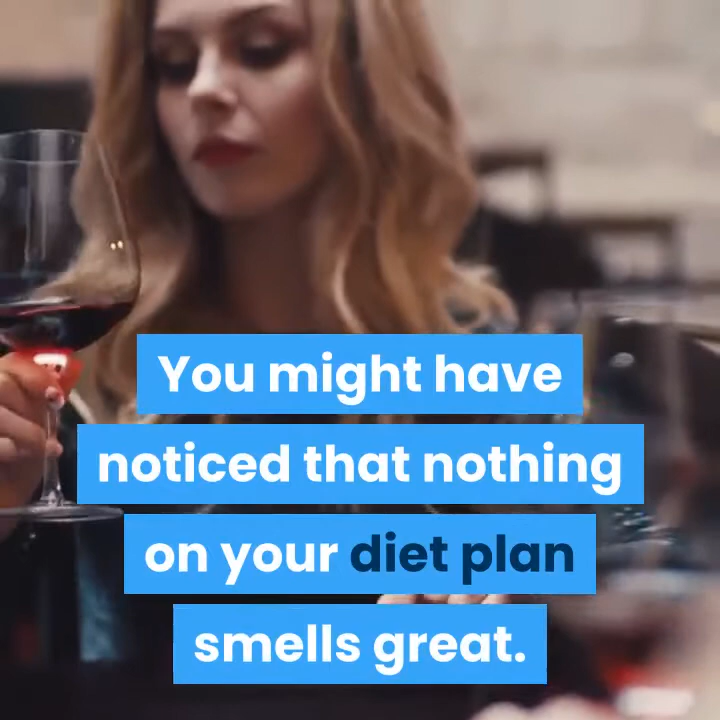 You might have
noticed that nothing
on your diet plan
smells great.